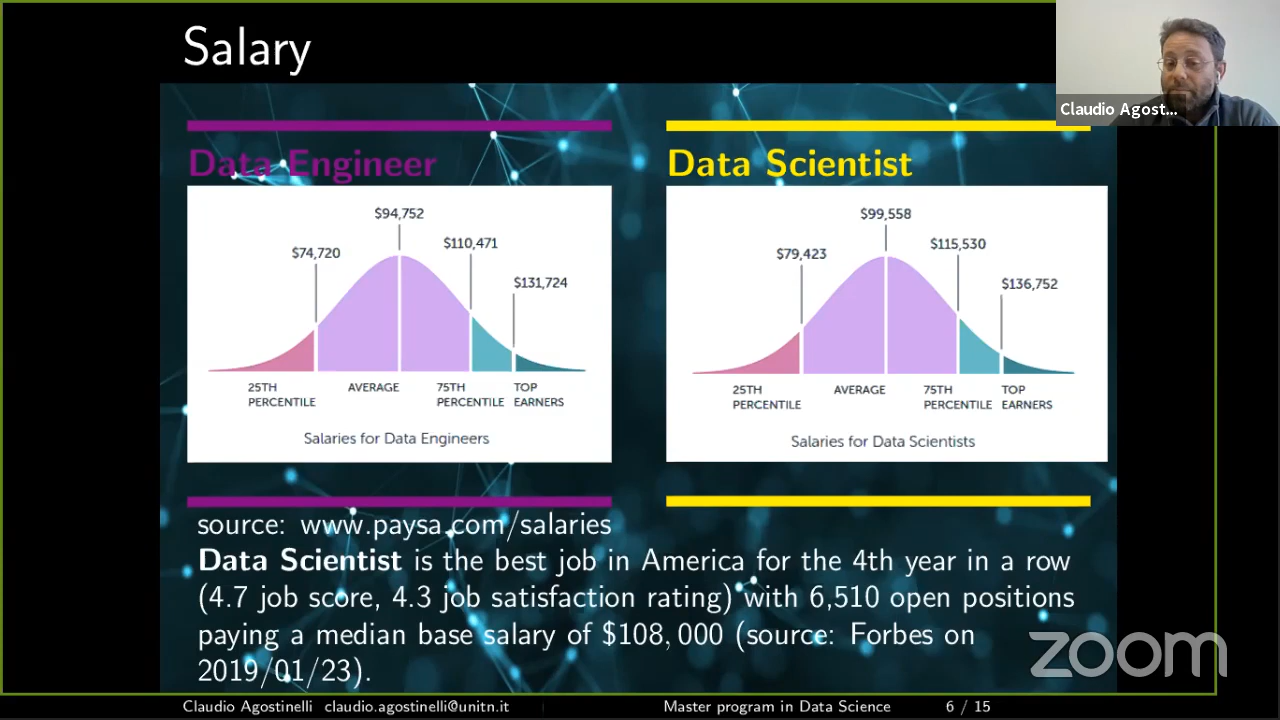 Salary
Claudio Agost...
Data Engineer
$94,752
$74,720
$110,471
$131,724
25TH
PERCENTILE
AVERAGE
75TH
PERCENTILE
TOP
EARNERS
Salaries for Data Engineers
Data Scientist
$99,558
$79,423
$115,530
$136,752
25TH
PERCENTILE
AVERAGE
75TH
PERCENTILE
TOP
EARNERS
Salaries for Data Scientists
source: www.paysa.com/salaries
Data Scientist is the best job in America for the 4th year in a row
(4.7 job score, 4.3 job satisfaction rating) with 6,510 open positions
paying a median base salary of $108,000 (source: Forbes on
2019/01/23).
zoom
Claudio Agostinelli claudio.agostinelli@unitn.it
Master program in Data Science
6 / 15